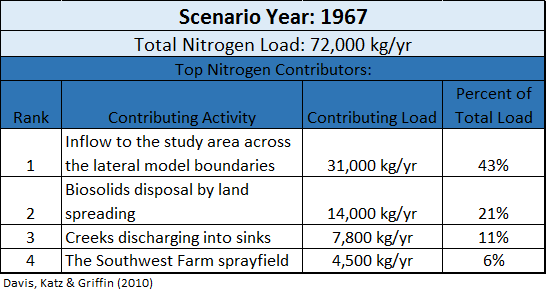 Scenario Year: 1967
Total Nitrogen Load: 72,000 kg/yr
Top Nitrogen Contributors:
Rank Contributing Activity Contributing Load Percent of Total Load
1 Inflow to the study area across the lateral model boundaries 31,000 kg/yr 43%
2 Biosolids disposal by land spreading 14,000 kg/yr 21%
3 Creeks discharging into sinks 7,800 kg/yr 11%
4 The Southwest Farm sprayfield 4,500 kg/yr 6%
Davis, Katz & Griffin (2010)